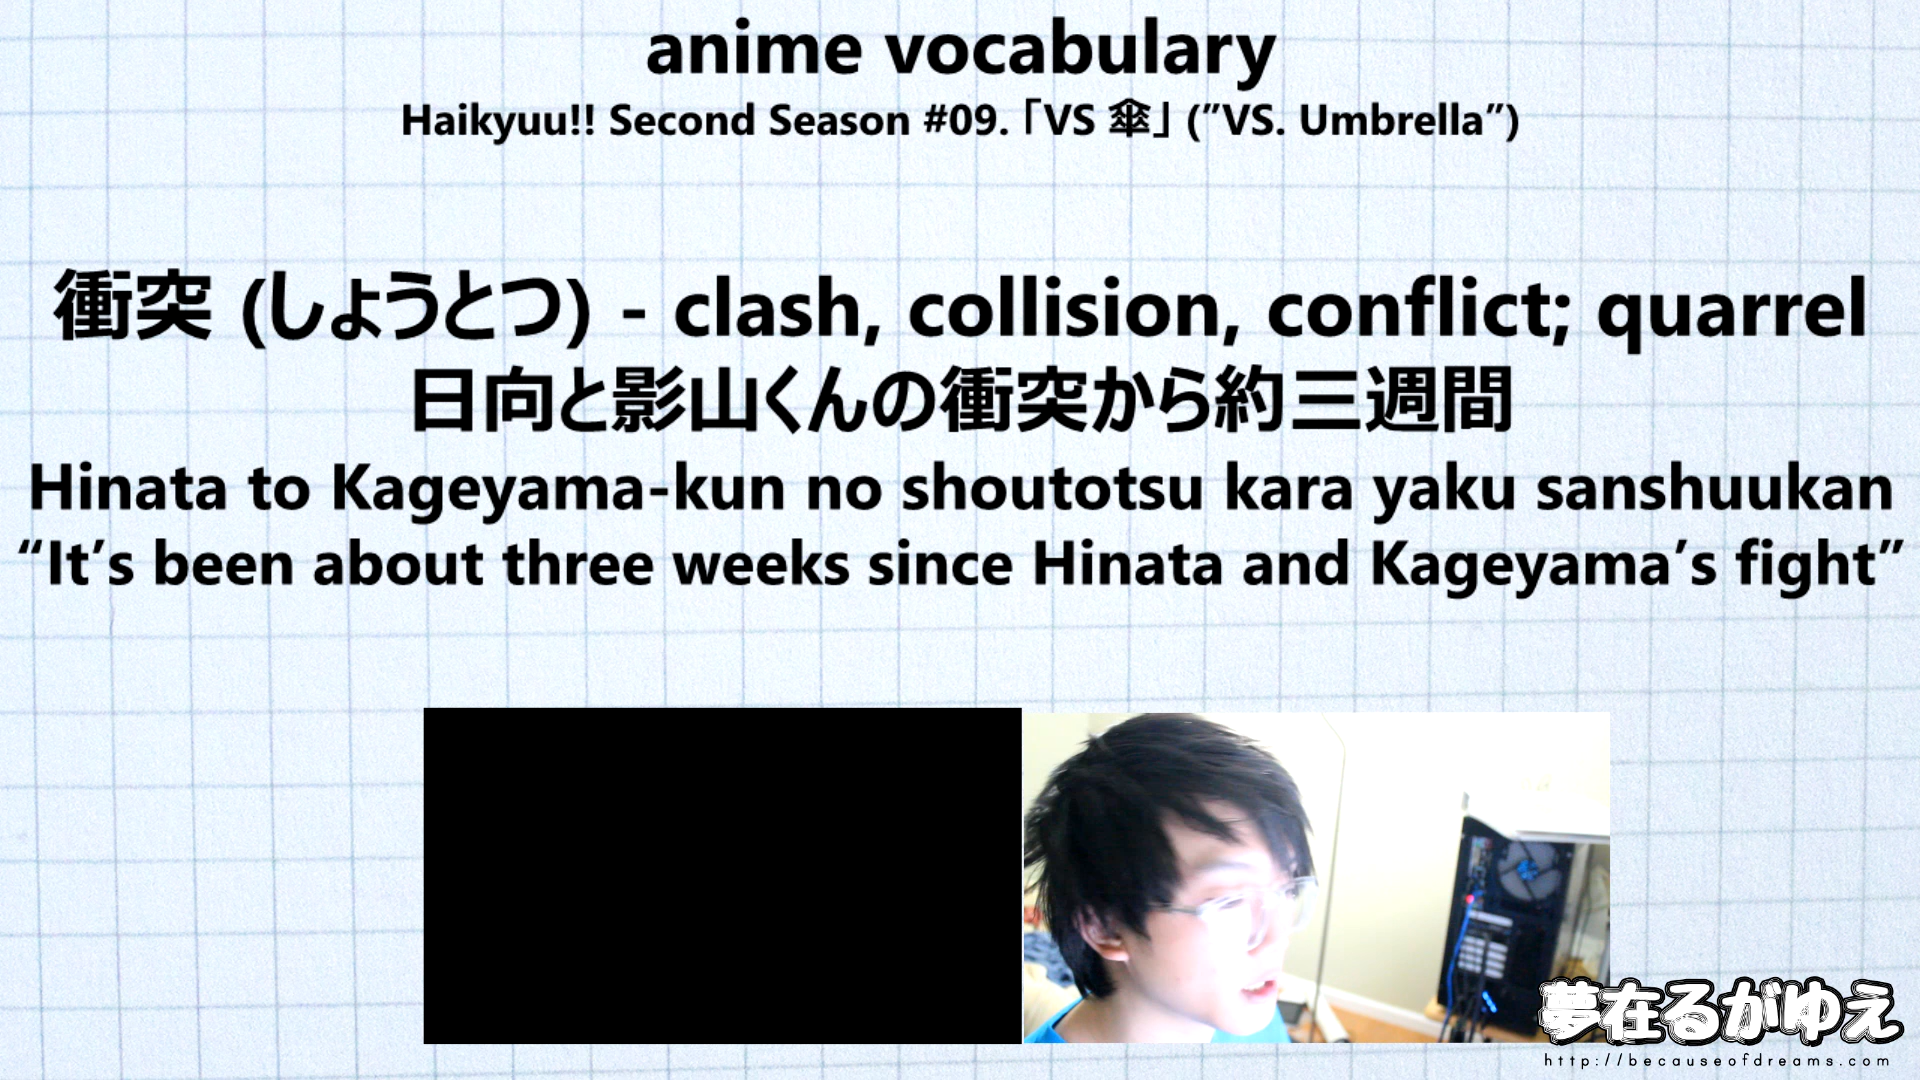 anime vocabulary
Haikyuu!! Second Season #09.「VS 傘」 (”VS. Umbrella”)
衝突 (しょうとつ) - clash, collision, conflict; quarrel
日向と影山くんの衝突から約三週間
Hinata to Kageyama-kun no shoutotsu kara yaku sanshuukan
“It’s been about three weeks since Hinata and Kageyama’s fight”
夢在るがゆえ
http://becauseofdreams.com